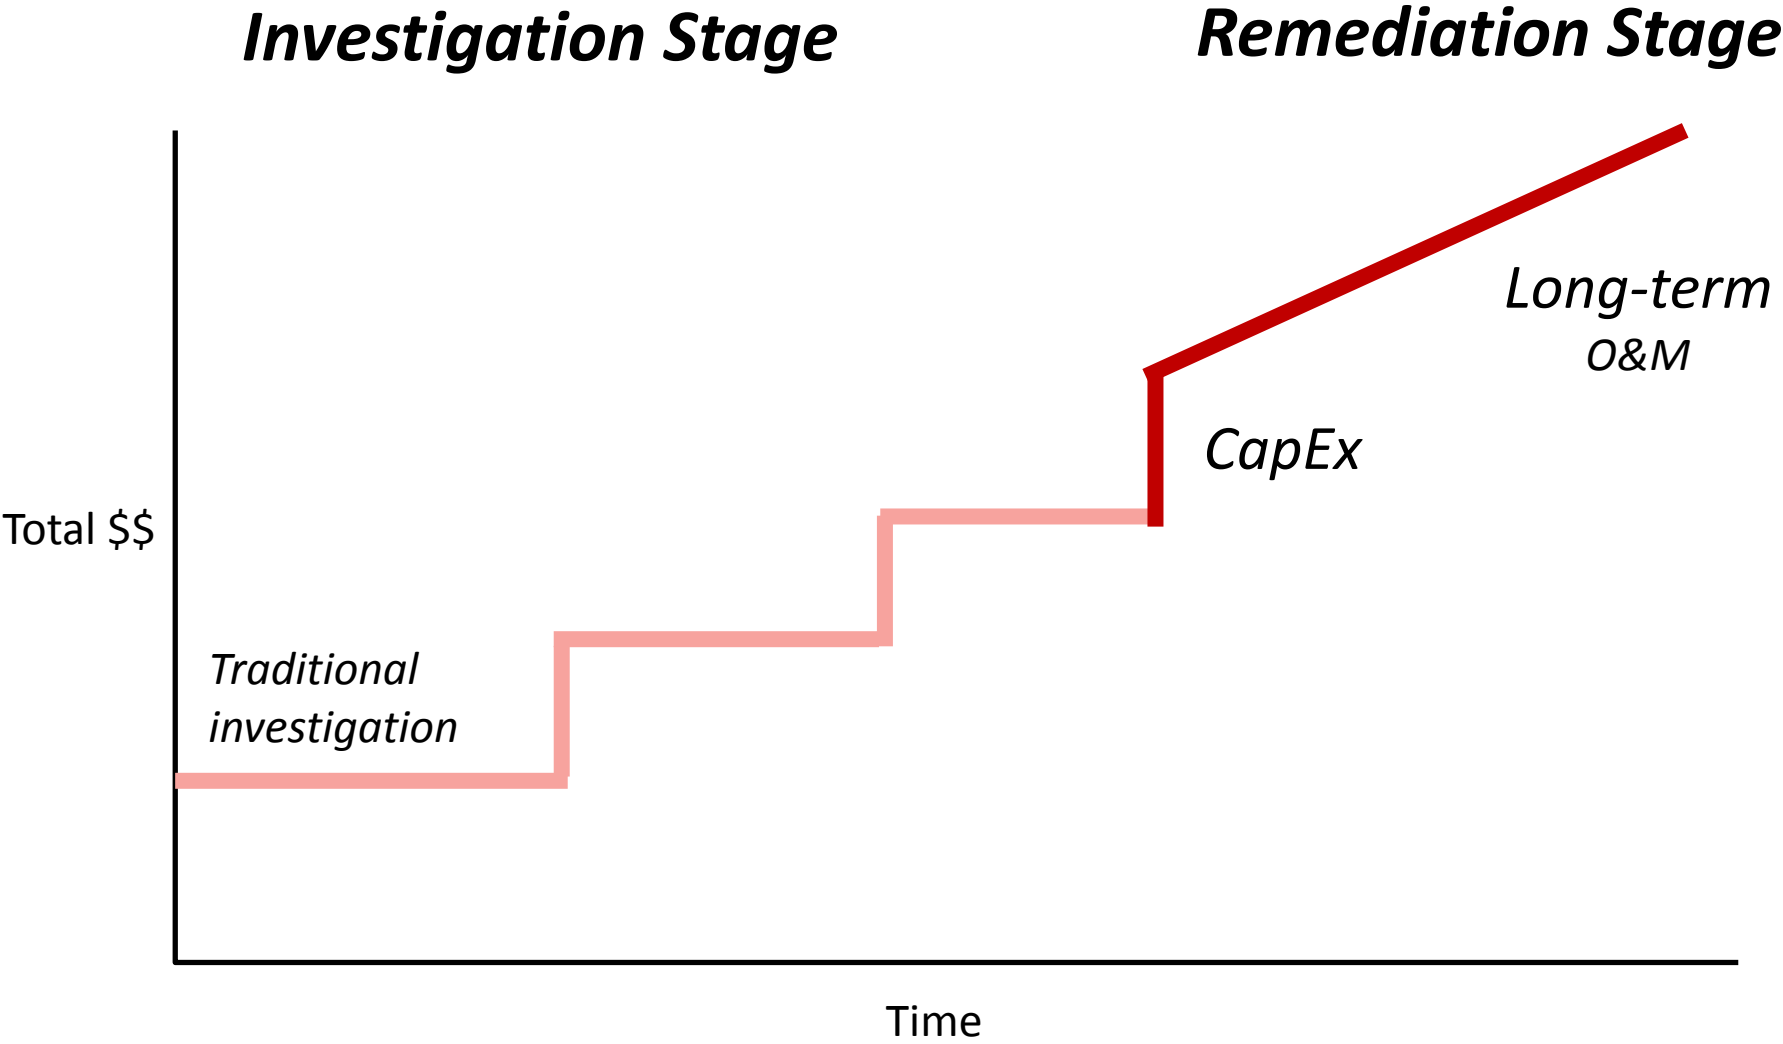 Investigation Stage
Remediation Stage
Long-term
O&M
CapEx
Total $$
Traditional
investigation
Time